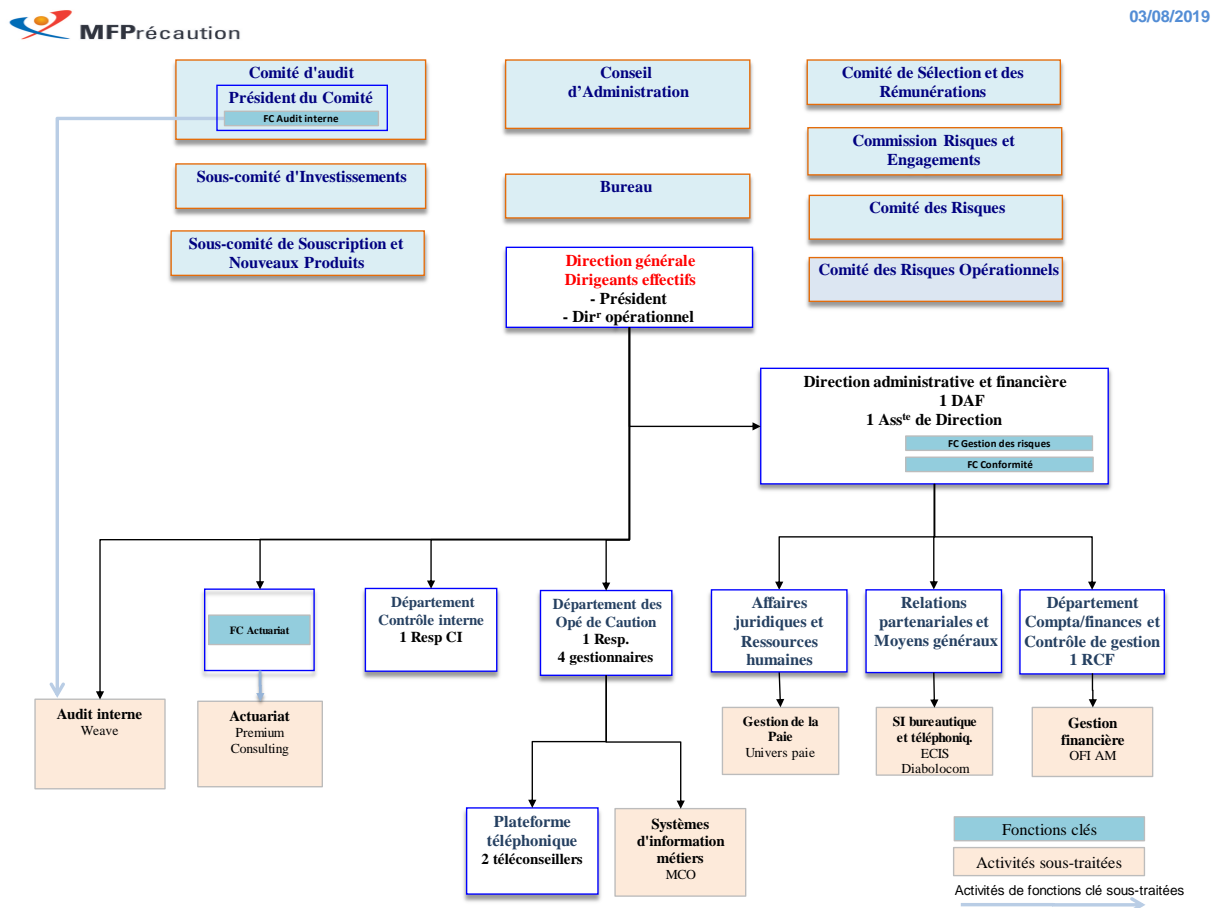 MFPrécaution
03/08/2019
Comité d'audit
Président du Comité
FC Audit interne
Conseil
d'Administration
Comité de Sélection et des
Rémunérations
Commission Risques et
Engagements
Sous-comité d'Investissements
Bureau
Comité des Risques
Sous-comité de Souscription et
Nouveaux Produits
Comité des Risques Opérationnels
Direction générale
Dirigeants effectifs
- Président
- Dirʳ opérationnel
Direction administrative et financière
1 DAF
1 Assᵗᵉ de Direction
FC Gestion des risques
FC Conformité
FC Actuariat
Département
Contrôle interne
1 Resp CI
Département des
Opé de Caution
1 Resp.
4 gestionnaires
Affaires
juridiques et
Ressources
humaines
Relations
partenariales et
Moyens généraux
Département
Compta/finances et
Contrôle de gestion
1 RCF
Audit interne
Weave
Actuariat
Premium
Consulting
Gestion de la
Paie
Univers paie
SI bureautique
et téléphoniq.
ECIS
Diabolocom
Gestion
financière
OFI AM
Plateforme
téléphonique
2 téléconseillers
Systèmes
d'information
métiers
MCO
Fonctions clés
Activités sous-traitées
Activités de fonctions clé sous-traitées